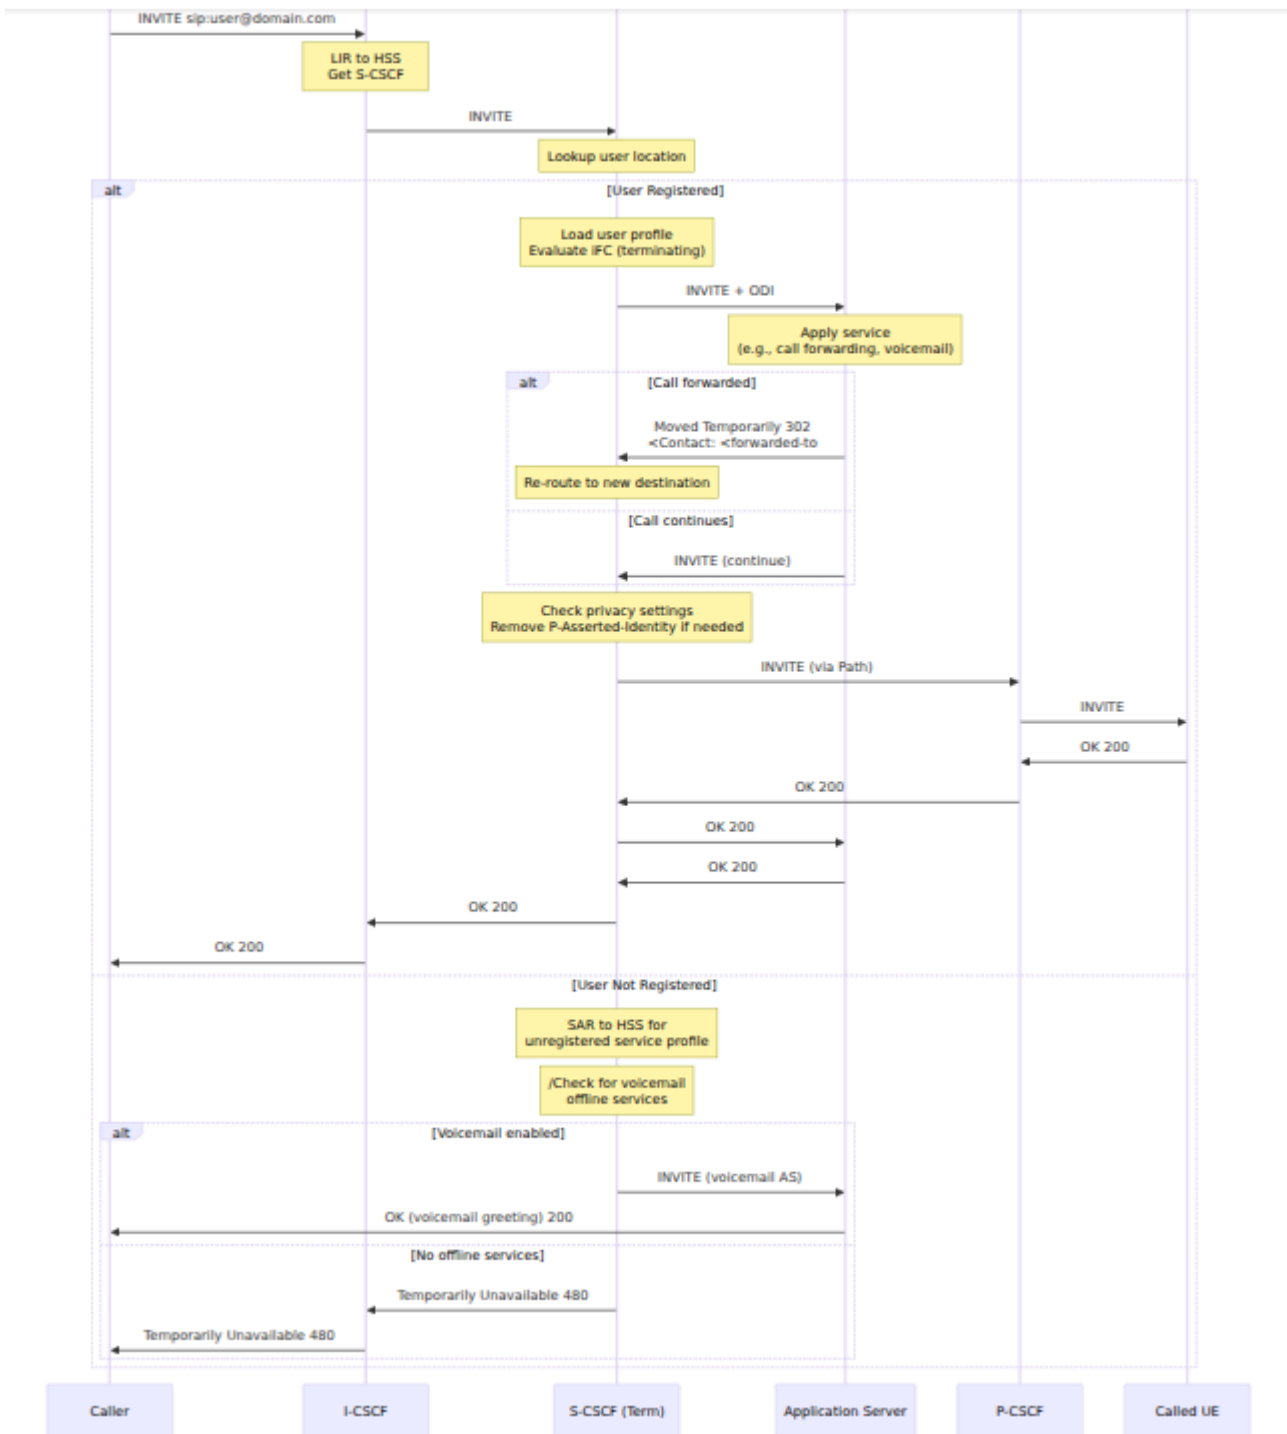 INVITE sip:user@domain.com
LIR to HSS
Get S-CSCF
INVITE
Lookup user location
alt
[User Registered]
Load user profile
Evaluate iFC (terminating)
INVITE + ODI
Apply service
(e.g., call forwarding, voicemail)
alt
[Call forwarded]
Moved Temporarily 302
<Contact: <forwarded-to
Re-route to new destination
[Call continues]
INVITE (continue)
Check privacy settings
Remove P-Asserted-Identity if needed
INVITE (via Path)
INVITE
OK 200
OK 200
OK 200
OK 200
OK 200
OK 200
[User Not Registered]
SAR to HSS for
unregistered service profile
/Check for voicemail
offline services
alt
[Voicemail enabled]
INVITE (voicemail AS)
OK (voicemail greeting) 200
[No offline services]
Temporarily Unavailable 480
Temporarily Unavailable 480
Caller
I-CSCF
S-CSCF (Term)
Application Server
P-CSCF
Called UE